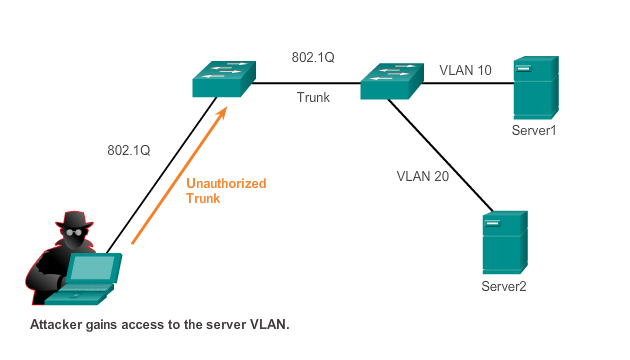 802.1Q
Trunk
VLAN 10
Server1
802.1Q
Unauthorized
Trunk
VLAN 20
Server2
Attacker gains access to the server VLAN.